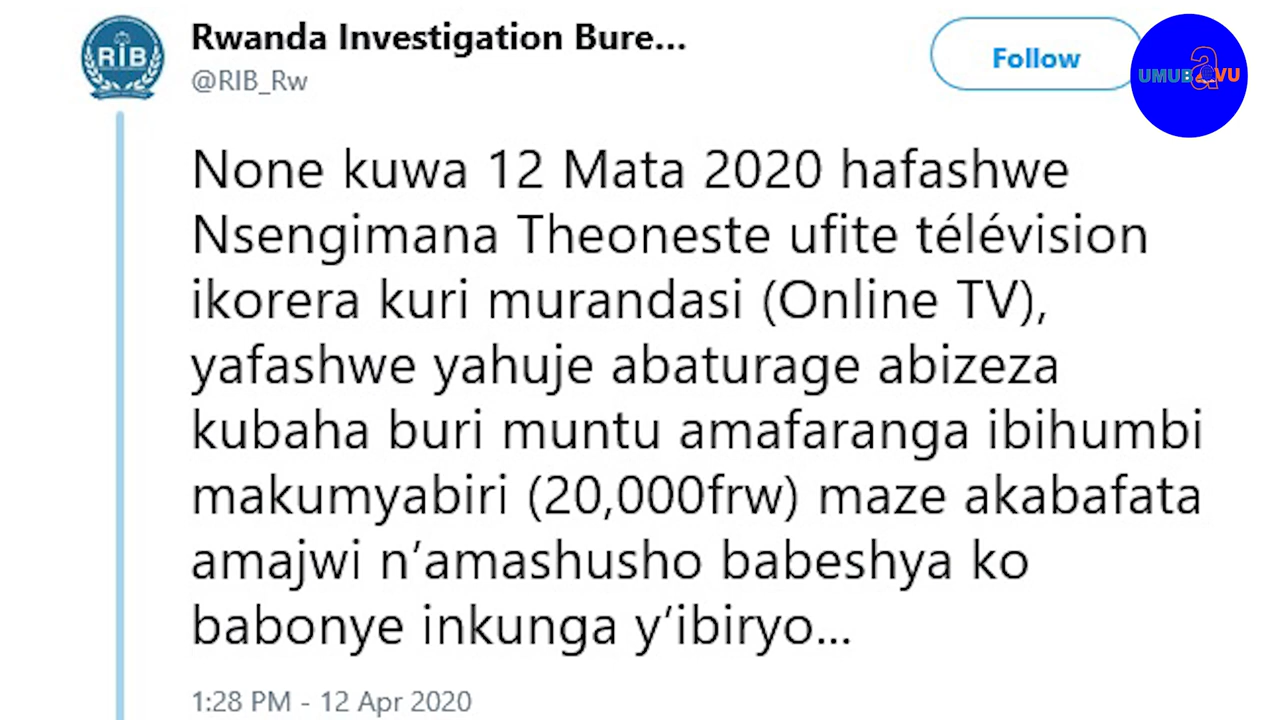 Rwanda Investigation Bure...
@RIB_Rw
Follow
RIB
UMUBAVU
a
None kuwa 12 Mata 2020 hafashwe
Nsengimana Theoneste ufite télévision
ikorera kuri murandasi (Online TV),
yafashwe yahuje abaturage abizeza
kubaha buri muntu amafaranga ibihumbi
makumyabiri (20,000frw) maze akabafata
amajwi n’amashusho babeshya ko
babonye inkunga y’ibiryo...
1:28 PM - 12 Apr 2020